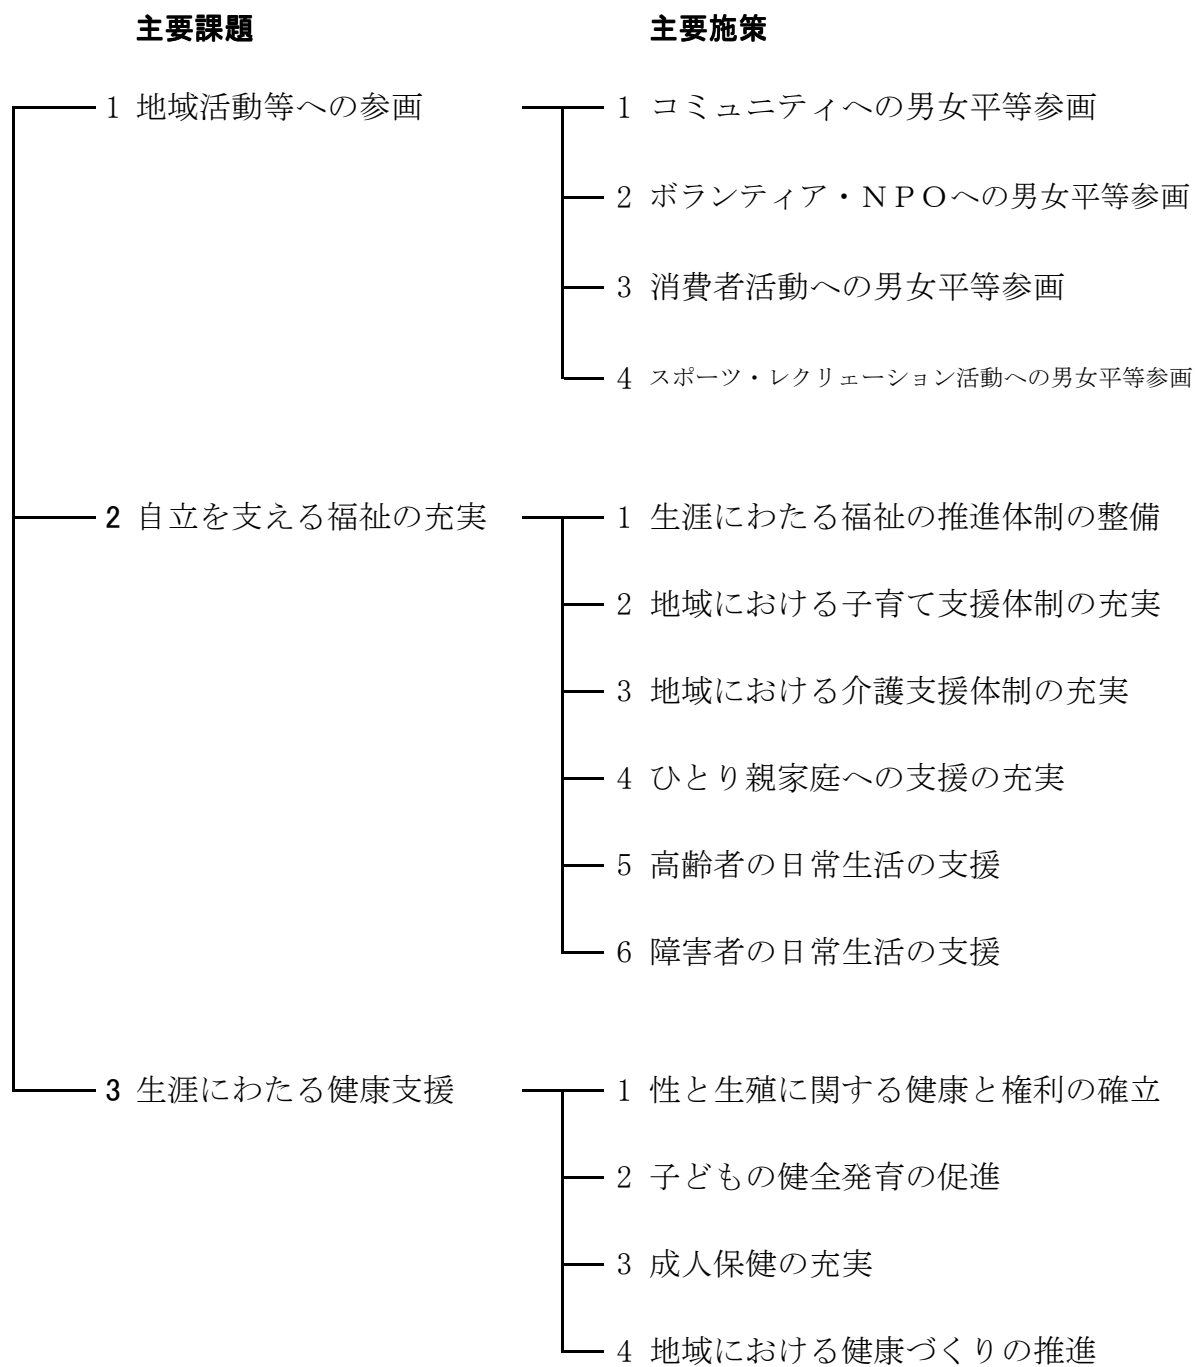 主要課題 主要施策
1 地域活動等への参画 1 コミュニティへの男女平等参画
2 ボランティア・ＮＰＯへの男女平等参画
3 消費者活動への男女平等参画
4 スポーツ・レクリェーション活動への男女平等参画
2 自立を支える福祉の充実 1 生涯にわたる福祉の推進体制の整備
2 地域における子育て支援体制の充実
3 地域における介護支援体制の充実
4 ひとり親家庭への支援の充実
5 高齢者の日常生活の支援
6 障害者の日常生活の支援
3 生涯にわたる健康支援 1 性と生殖に関する健康と権利の確立
2 子どもの健全発育の促進
3 成人保健の充実
4 地域における健康づくりの推進